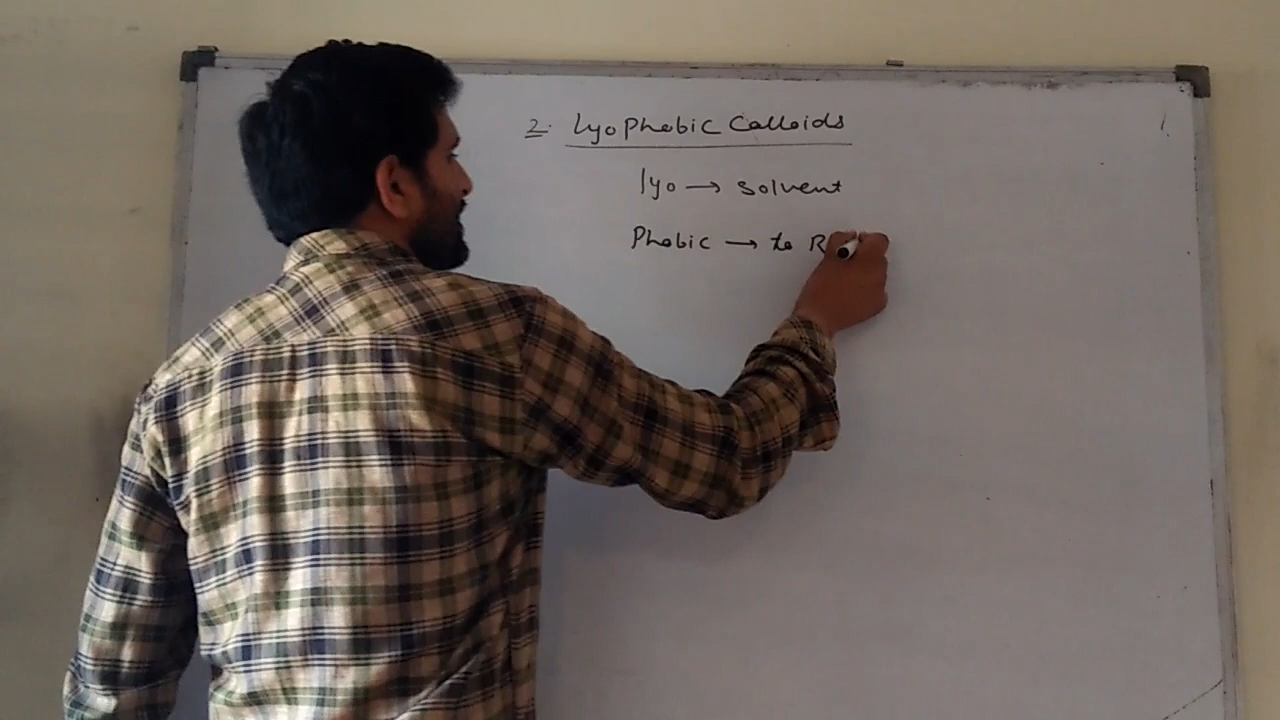 2. Lyophobic Colloids
lyo → solvent
Phobic → to R